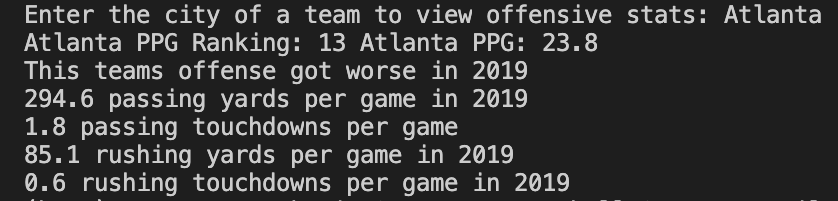 Enter the city of a team to view offensive stats: Atlanta
Atlanta PPG Ranking: 13 Atlanta PPG: 23.8
This teams offense got worse in 2019
294.6 passing yards per game in 2019
1.8 passing touchdowns per game
85.1 rushing yards per game in 2019
0.6 rushing touchdowns per game in 2019